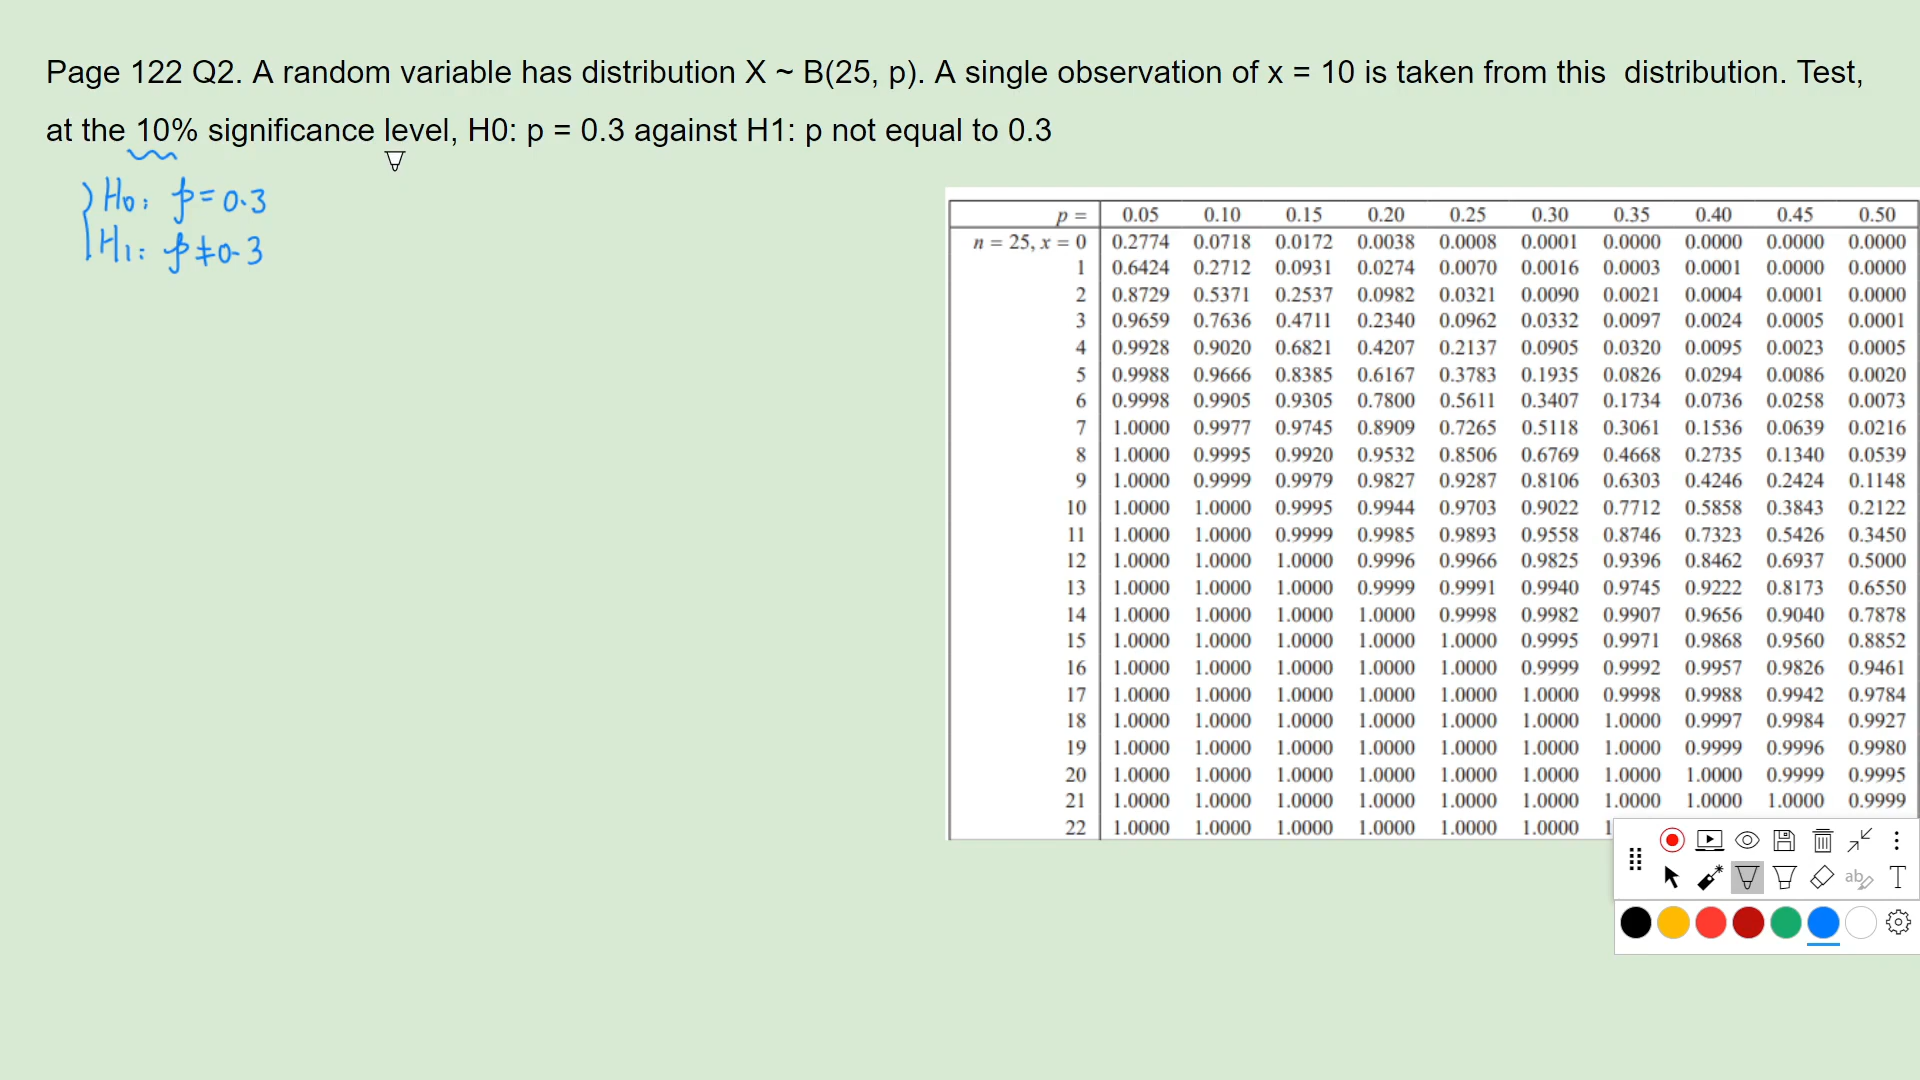 Page 122 Q2. A random variable has distribution X ~ B(25, p). A single observation of x = 10 is taken from this distribution. Test,
at the 10% significance level, H0: p = 0.3 against H1: p not equal to 0.3
H0: p = 0.3
H1: p ≠ 0.3
p = 0.05 0.10 0.15 0.20 0.25 0.30 0.35 0.40 0.45 0.50
n = 25, x = 0 0.2774 0.0718 0.0172 0.0038 0.0008 0.0001 0.0000 0.0000 0.0000 0.0000
1 0.6424 0.2712 0.0931 0.0274 0.0070 0.0016 0.0003 0.0001 0.0000 0.0000
2 0.8729 0.5371 0.2537 0.0982 0.0321 0.0090 0.0021 0.0004 0.0001 0.0000
3 0.9659 0.7636 0.4711 0.2340 0.0962 0.0332 0.0097 0.0024 0.0005 0.0001
4 0.9928 0.9020 0.6821 0.4207 0.2137 0.0905 0.0320 0.0095 0.0023 0.0005
5 0.9988 0.9666 0.8385 0.6167 0.3783 0.1935 0.0826 0.0294 0.0086 0.0020
6 0.9998 0.9905 0.9305 0.7800 0.5611 0.3407 0.1734 0.0736 0.0258 0.0073
7 1.0000 0.9977 0.9745 0.8909 0.7265 0.5118 0.3061 0.1536 0.0639 0.0216
8 1.0000 0.9995 0.9920 0.9532 0.8506 0.6769 0.4668 0.2735 0.1340 0.0539
9 1.0000 0.9999 0.9979 0.9827 0.9287 0.8106 0.6303 0.4246 0.2424 0.1148
10 1.0000 1.0000 0.9995 0.9944 0.9703 0.9022 0.7712 0.5858 0.3843 0.2122
11 1.0000 1.0000 0.9999 0.9985 0.9893 0.9558 0.8746 0.7323 0.5426 0.3450
12 1.0000 1.0000 1.0000 0.9996 0.9966 0.9825 0.9396 0.8462 0.6937 0.5000
13 1.0000 1.0000 1.0000 0.9999 0.9991 0.9940 0.9745 0.9222 0.8173 0.6550
14 1.0000 1.0000 1.0000 1.0000 0.9998 0.9982 0.9907 0.9656 0.9040 0.7878
15 1.0000 1.0000 1.0000 1.0000 1.0000 0.9995 0.9971 0.9868 0.9560 0.8852
16 1.0000 1.0000 1.0000 1.0000 1.0000 0.9999 0.9992 0.9957 0.9826 0.9461
17 1.0000 1.0000 1.0000 1.0000 1.0000 1.0000 0.9998 0.9988 0.9942 0.9784
18 1.0000 1.0000 1.0000 1.0000 1.0000 1.0000 1.0000 0.9997 0.9984 0.9927
19 1.0000 1.0000 1.0000 1.0000 1.0000 1.0000 1.0000 0.9999 0.9996 0.9980
20 1.0000 1.0000 1.0000 1.0000 1.0000 1.0000 1.0000 1.0000 0.9999 0.9995
21 1.0000 1.0000 1.0000 1.0000 1.0000 1.0000 1.0000 1.0000 1.0000 0.9999
22 1.0000 1.0000 1.0000 1.0000 1.0000 1.0000
ab T